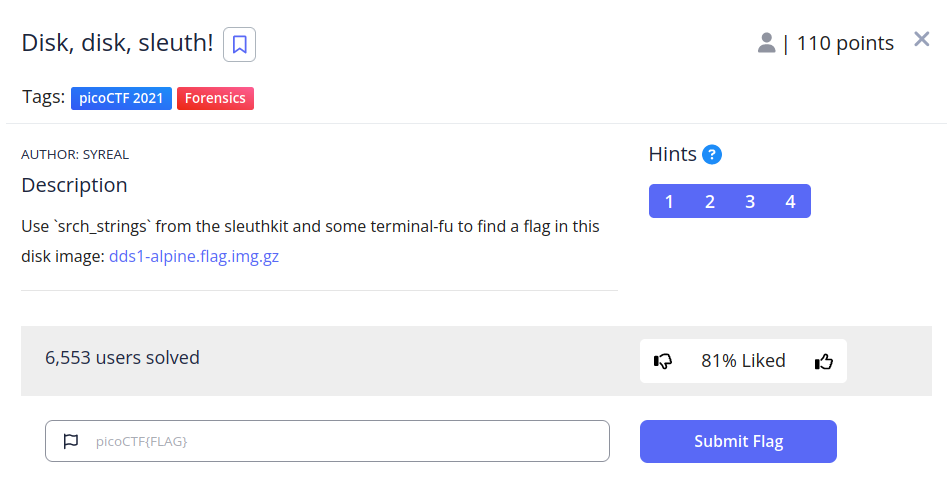 Disk, disk, sleuth!
| 110 points
Tags: picoCTF 2021 Forensics
AUTHOR: SYREAL
Description
Use `srch_strings` from the sleuthkit and some terminal-fu to find a flag in this
disk image: dds1-alpine.flag.img.gz
Hints ?
1 2 3 4
6,553 users solved
81% Liked
picoCTF{FLAG}
Submit Flag